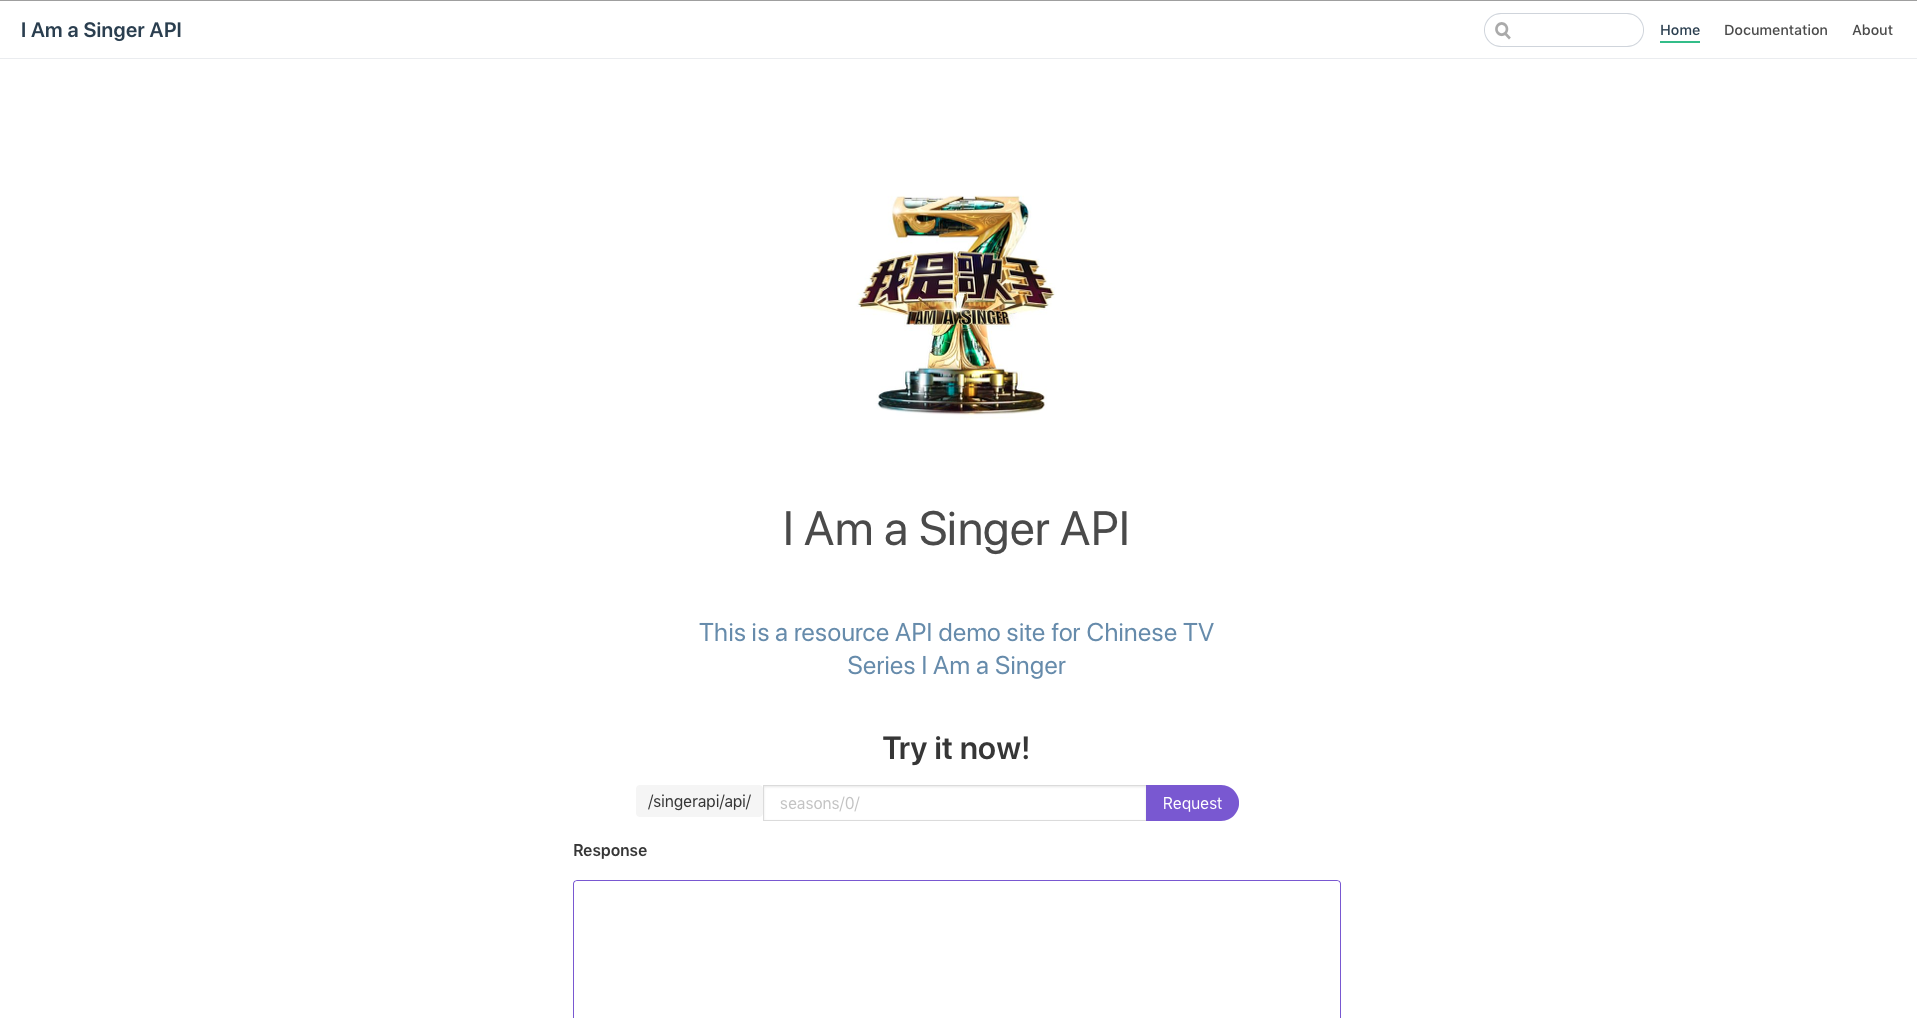 I Am a Singer API
Home
Documentation
About
我是歌手
I AM A SINGER
I Am a Singer API
This is a resource API demo site for Chinese TV
Series I Am a Singer
Try it now!
/singerapi/api/
seasons/0/
Request
Response